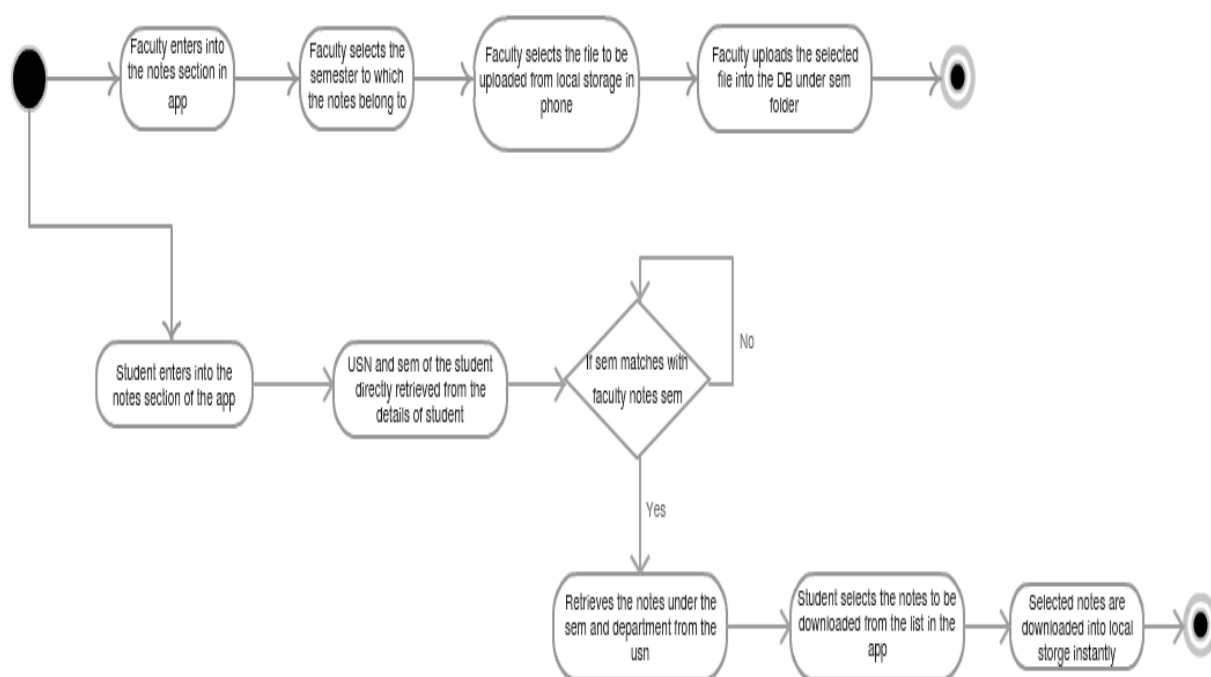 Faculty enters into
the notes section in
app
Faculty selects the
semester to which
the notes belong to
Faculty selects the file to be
uploaded from local storage in
phone
Faculty uploads the selected
file into the DB under sem
folder
Student enters into the
notes section of the app
USN and sem of the student
directly retrieved from the
details of student
If sem matches with
faculty notes sem
No
Yes
Retrieves the notes under the
sem and department from the
usn
Student selects the notes to be
downloaded from the list in the
app
Selected notes are
downloaded into local
storge instantly